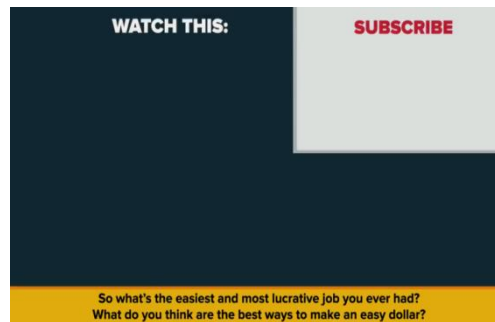 WATCH THIS:
SUBSCRIBE
So what's the easiest and most lucrative job you ever had?
What do you think are the best ways to make an easy dollar?